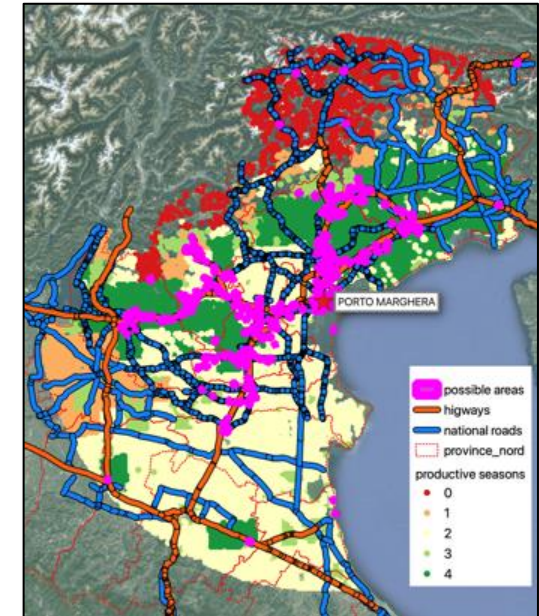 PORTO MARGHERA
possible areas
higways
national roads
province_nord
productive seasons
0
1
2
3
4